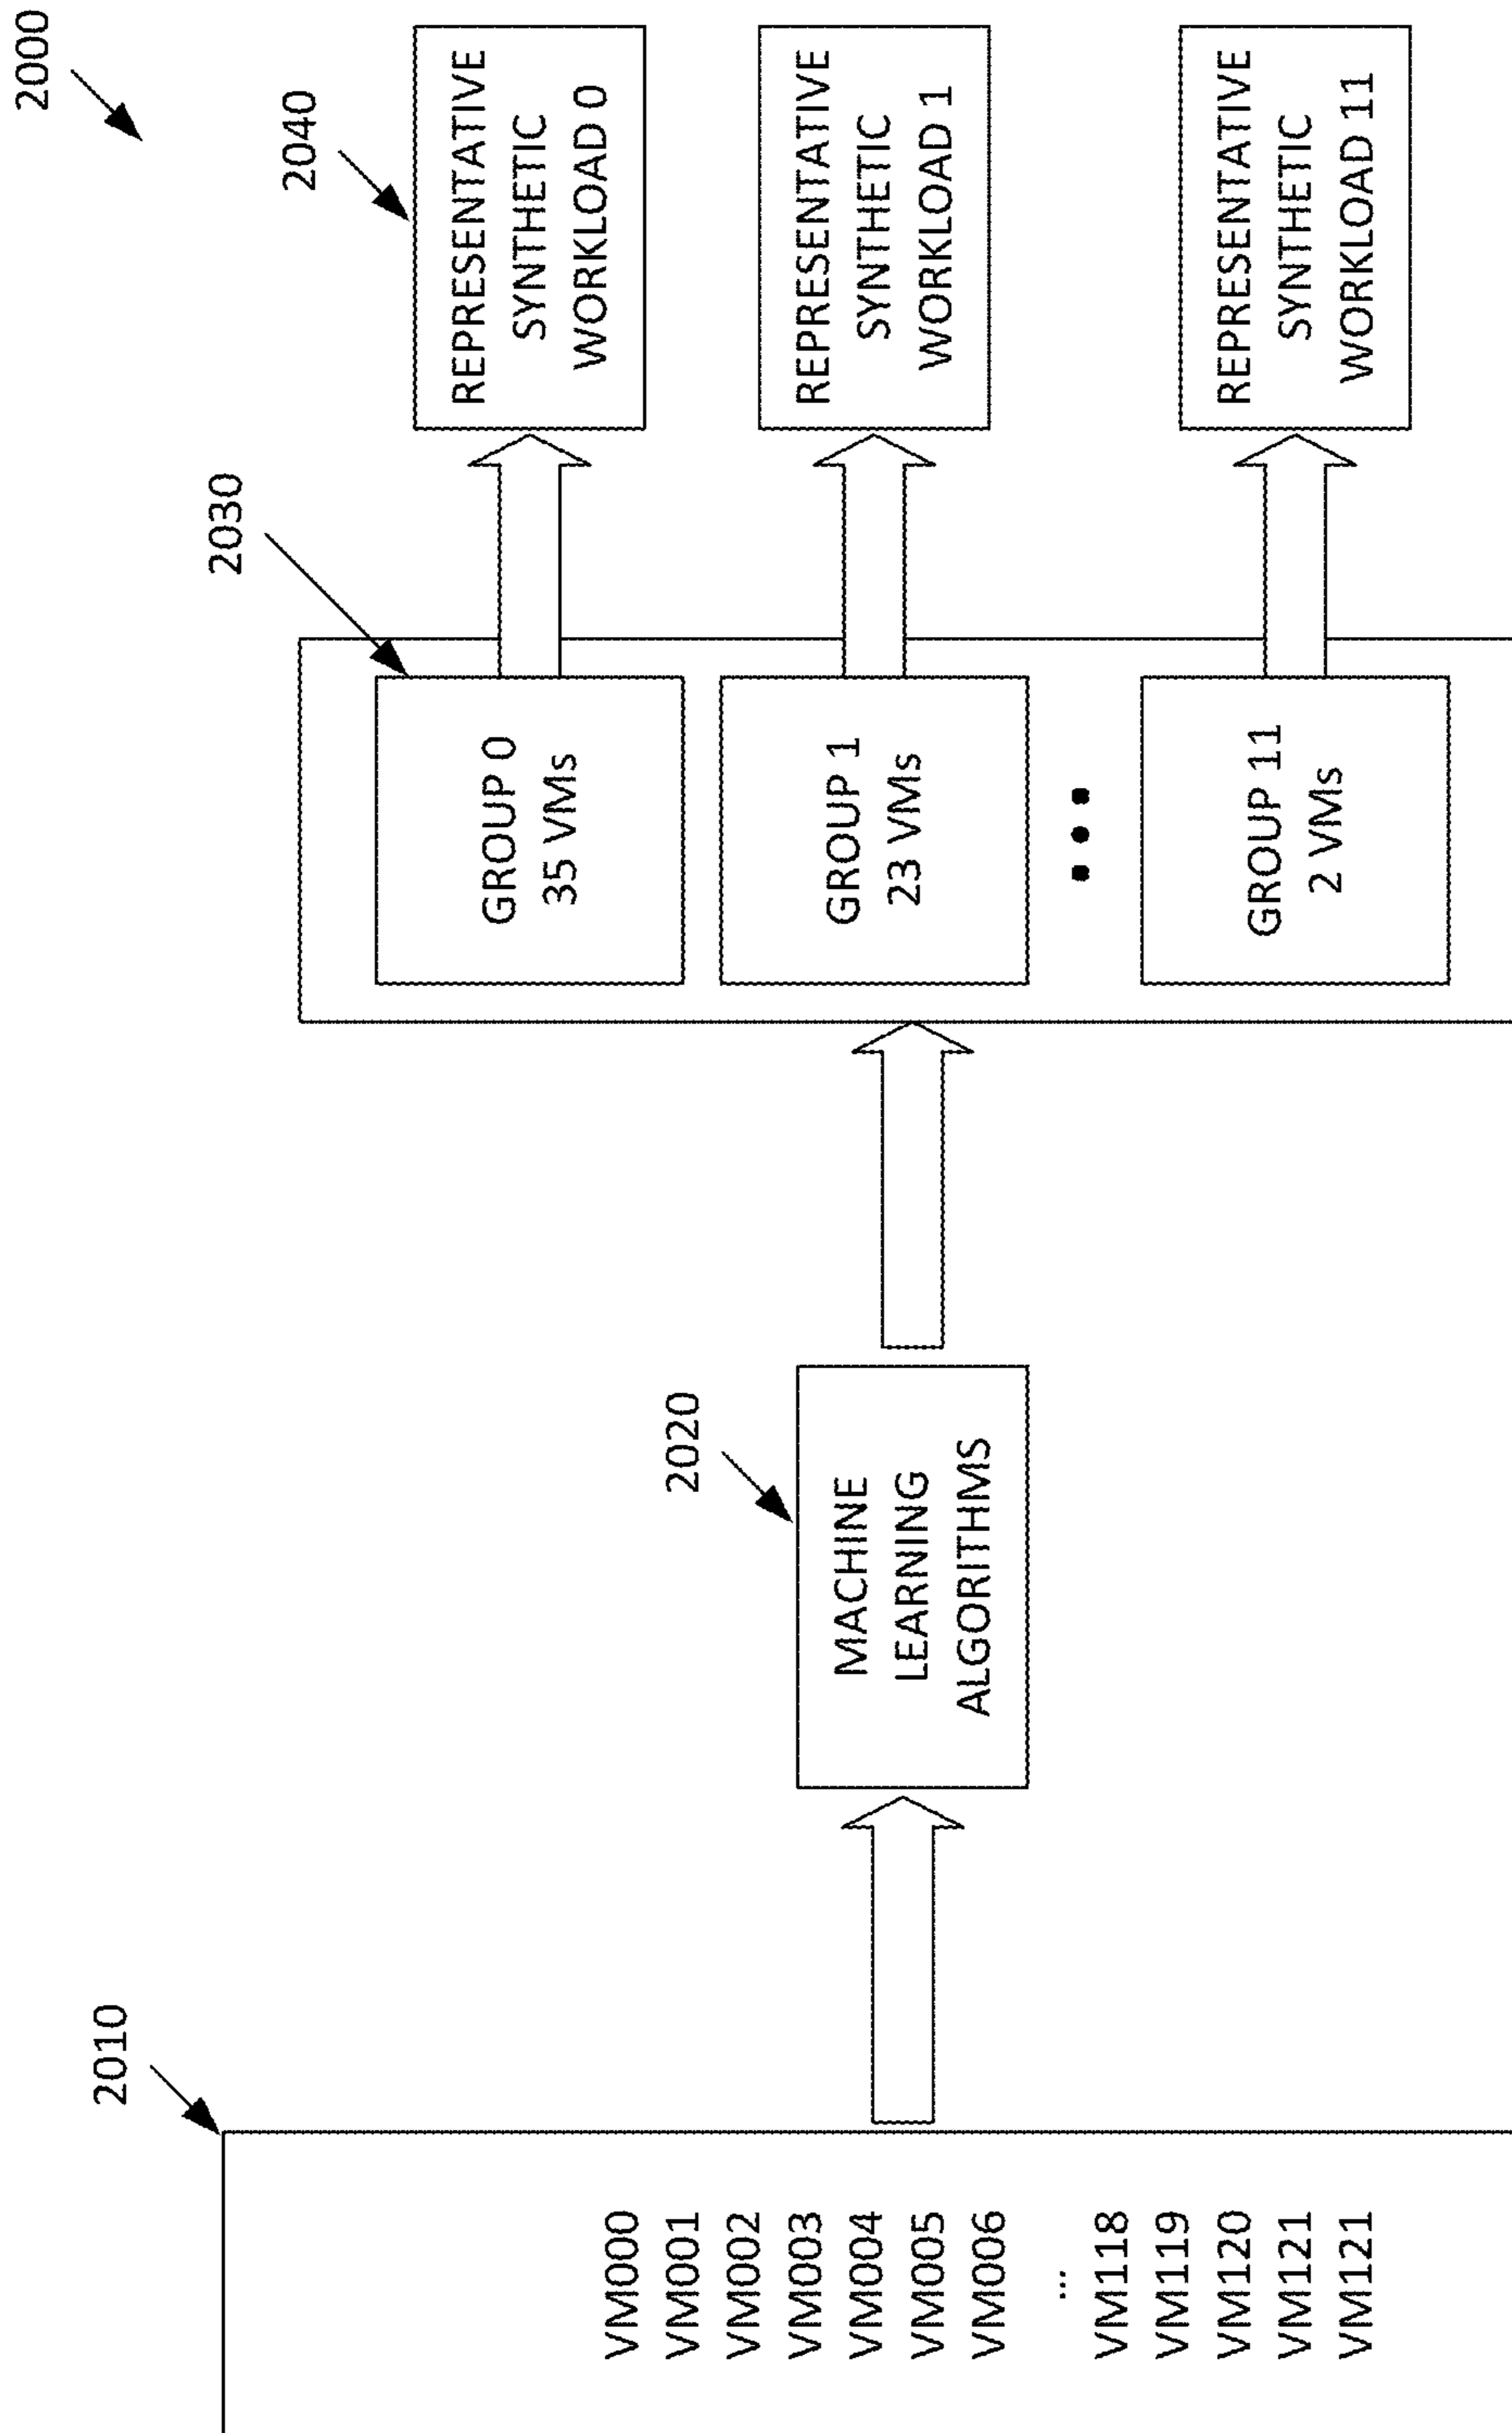 2000
2010
VM000
VM001
VM002
VM003
VM004
VM005
VM006
...
VM118
VM119
VM120
VM121
VM121
2020
MACHINE
LEARNING
ALGORITHMS
2030
GROUP 0
35 VMs
GROUP 1
23 VMs
GROUP 11
2 VMs
2040
REPRESENTATIVE
SYNTHETIC
WORKLOAD 0
REPRESENTATIVE
SYNTHETIC
WORKLOAD 1
REPRESENTATIVE
SYNTHETIC
WORKLOAD 11